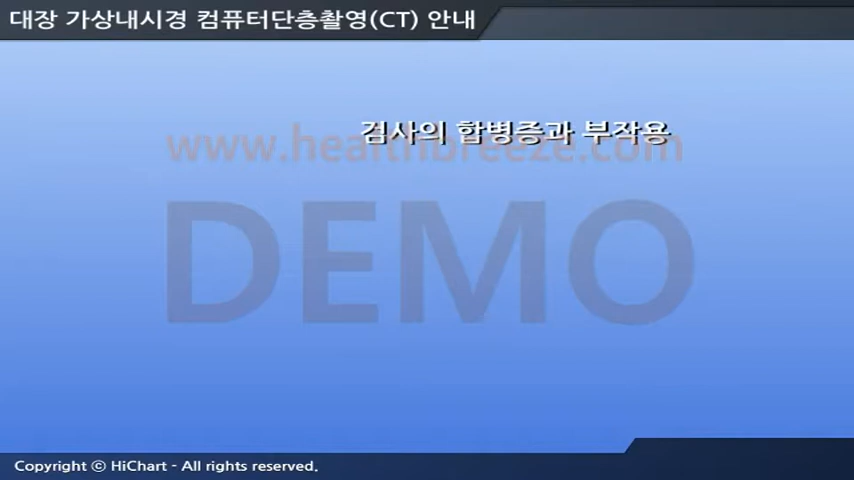 대장 가상내시경 컴퓨터단층촬영(CT) 안내
검사의 합병증과 부작용
www.healthbreeze.com
DEMO
Copyright ⓒ HiChart - All rights reserved.